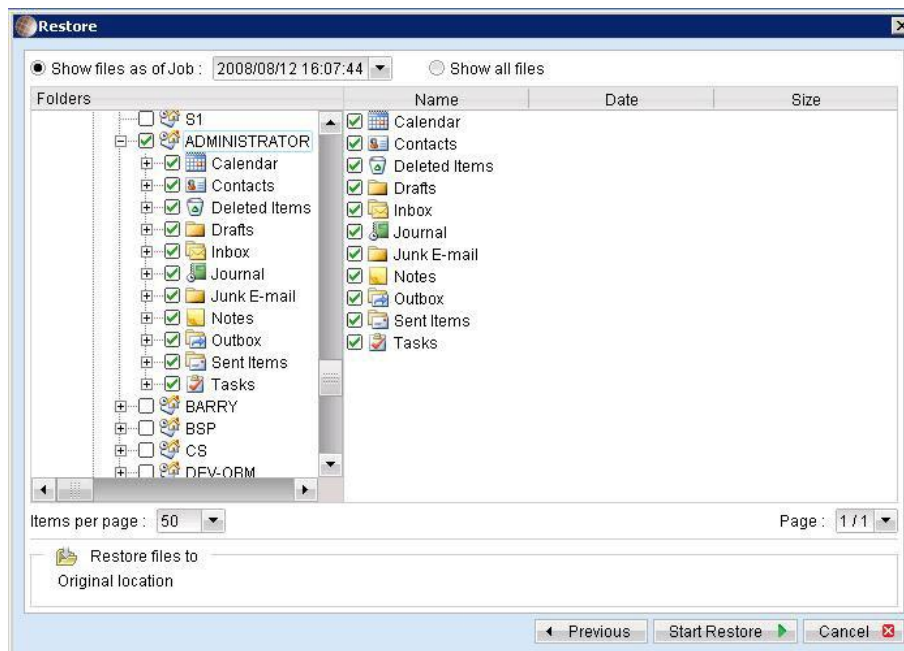 Restore
Show files as of Job : 2008/08/12 16:07:44 Show all files
Folders Name Date Size
S1
ADMINISTRATOR
Calendar
Contacts
Deleted Items
Drafts
Inbox
Journal
Junk E-mail
Notes
Outbox
Sent Items
Tasks
BARRY
BSP
CS
DEV-OBM
Calendar
Contacts
Deleted Items
Drafts
Inbox
Journal
Junk E-mail
Notes
Outbox
Sent Items
Tasks
Items per page : 50 Page : 1 / 1
Restore files to
Original location
Previous Start Restore Cancel